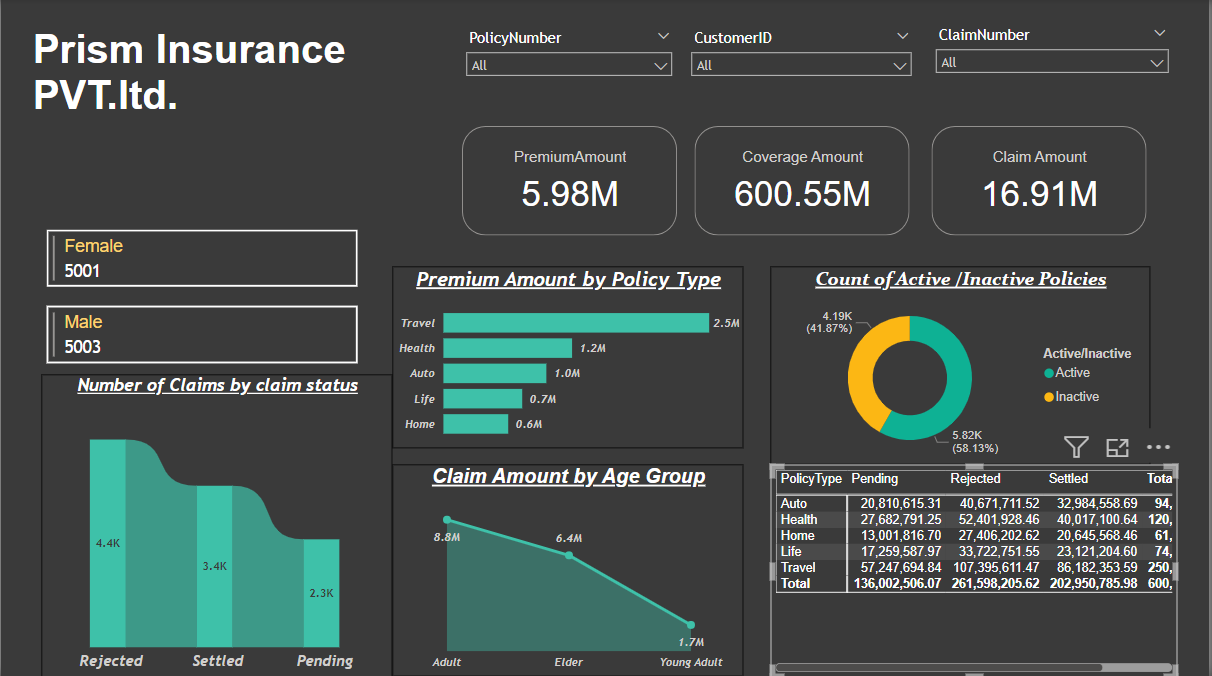 Prism Insurance
PVT.ltd.
PolicyNumber
All
CustomerID
All
ClaimNumber
All
PremiumAmount
5.98M
Coverage Amount
600.55M
Claim Amount
16.91M
Female
5001
Male
5003
Number of Claims by claim status
4.4K
3.4K
2.3K
Rejected Settled Pending
Premium Amount by Policy Type
Travel 2.5M
Health 1.2M
Auto 1.0M
Life 0.7M
Home 0.6M
Claim Amount by Age Group
8.8M
6.4M
1.7M
Adult Elder Young Adult
Count of Active /Inactive Policies
4.19K
(41.87%)
5.82K
(58.13%)
Active/Inactive
Active
Inactive
PolicyType Pending Rejected Settled Tota
Auto 20,810,615.31 40,671,711.52 32,984,558.69 94,
Health 27,682,791.25 52,401,928.46 40,017,100.64 120,
Home 13,001,816.70 27,406,202.62 20,645,568.46 61,
Life 17,259,587.97 33,722,751.55 23,121,204.60 74,
Travel 57,247,694.84 107,395,611.47 86,182,353.59 250,
Total 136,002,506.07 261,598,205.62 202,950,785.98 600,